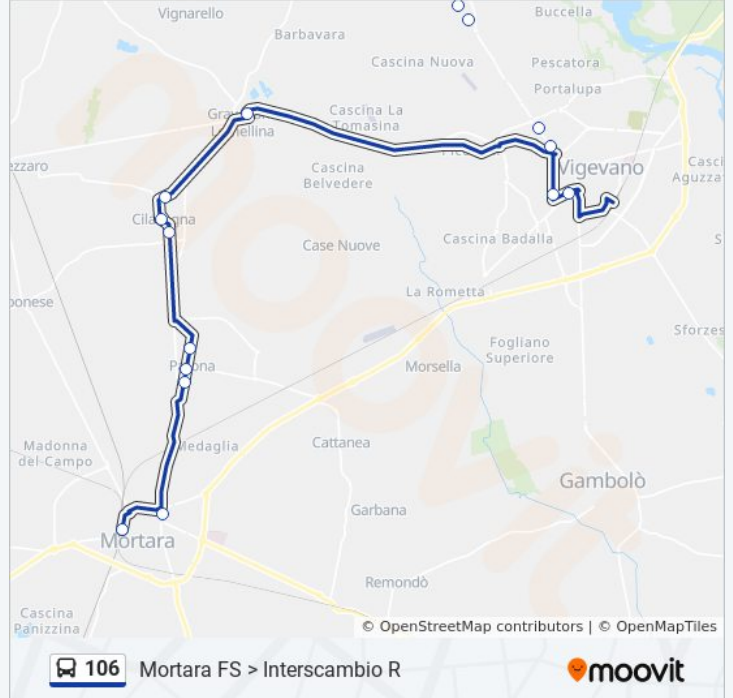 Vignarello
Buccella
Barbavara
Cascina Nuova
Pescatora
Portalupa
Cascina La
Tomasina
Cascina
Belvedere
Vigevano
Case Nuove
Cascina Badalla
La Rometta
Fogliano
Superiore
Morsella
Madonna
del Campo
Medaglia
Cattanea
Gambolò
Garbana
Mortara
Remondò
Cascina
Panizzina
© OpenStreetMap contributors | © OpenMapTiles
106 Mortara FS > Interscambio R
moovit